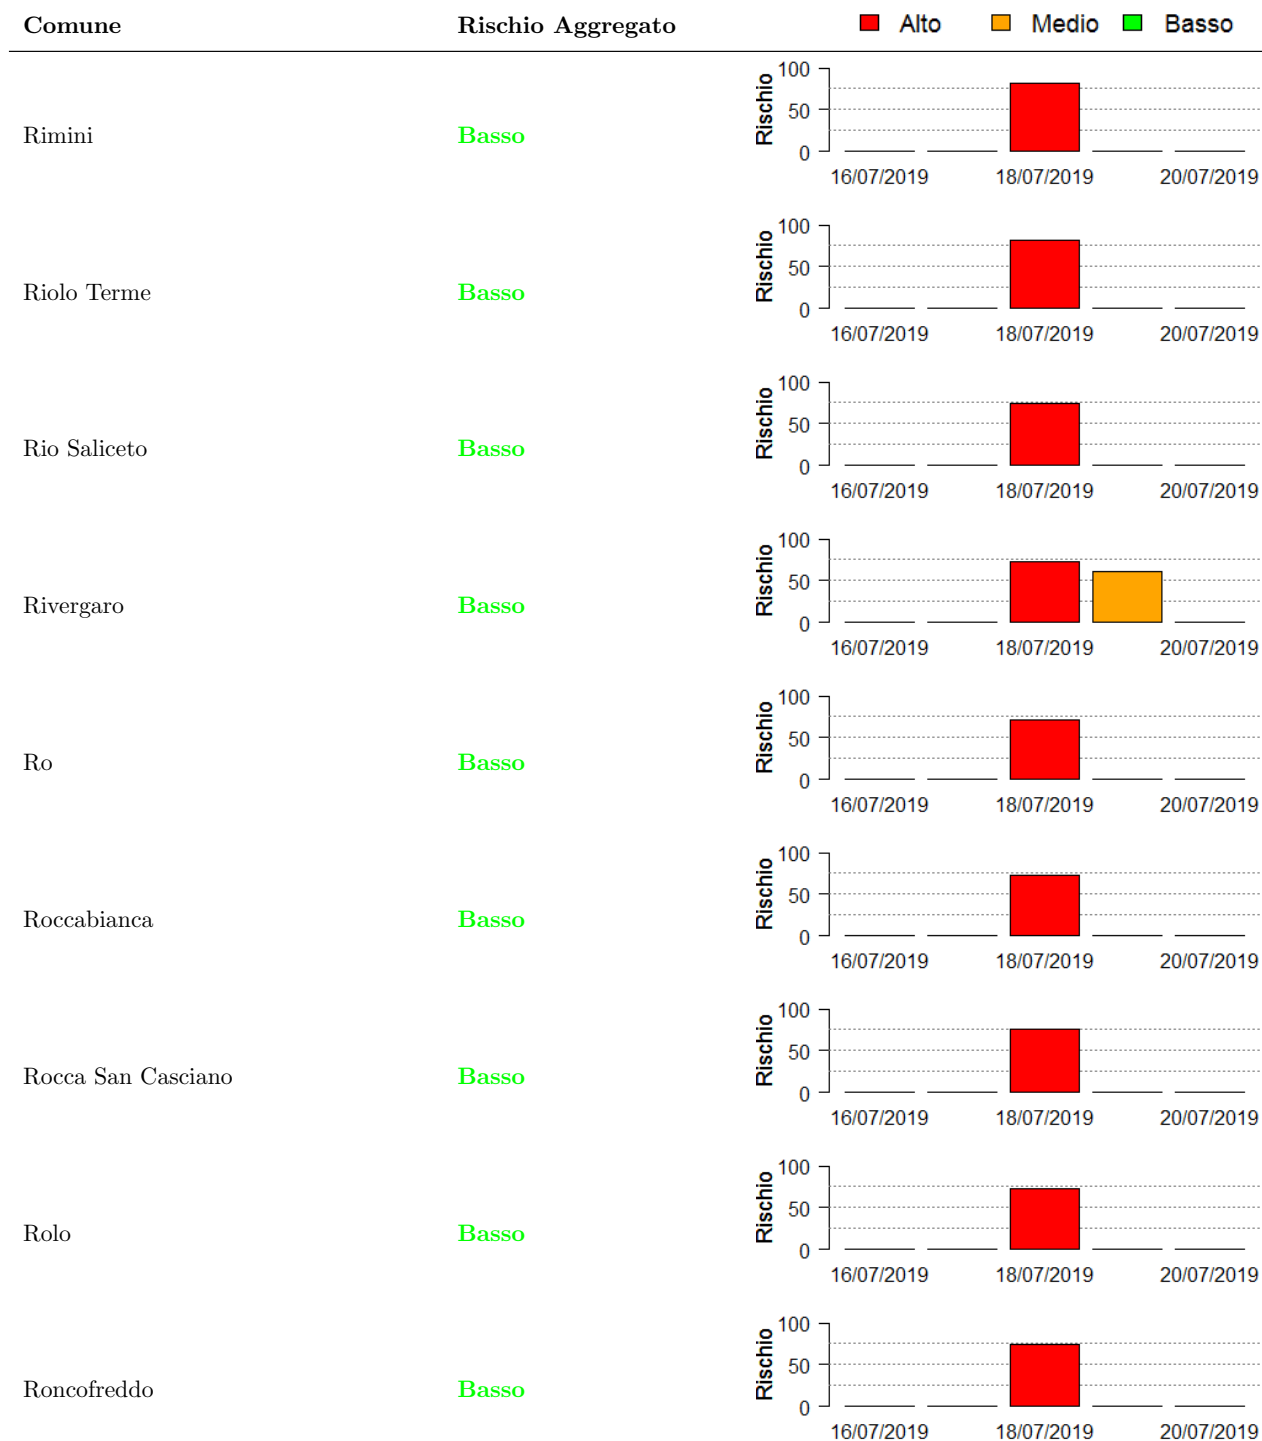 Comune Rischio Aggregato Alto Medio Basso
Rimini Basso
Rischio
100
50
0
16/07/2019 18/07/2019 20/07/2019
Riolo Terme Basso
Rischio
100
50
0
16/07/2019 18/07/2019 20/07/2019
Rio Saliceto Basso
Rischio
100
50
0
16/07/2019 18/07/2019 20/07/2019
Rivergaro Basso
Rischio
100
50
0
16/07/2019 18/07/2019 20/07/2019
Ro Basso
Rischio
100
50
0
16/07/2019 18/07/2019 20/07/2019
Roccabianca Basso
Rischio
100
50
0
16/07/2019 18/07/2019 20/07/2019
Rocca San Casciano Basso
Rischio
100
50
0
16/07/2019 18/07/2019 20/07/2019
Rolo Basso
Rischio
100
50
0
16/07/2019 18/07/2019 20/07/2019
Roncofreddo Basso
Rischio
100
50
0
16/07/2019 18/07/2019 20/07/2019